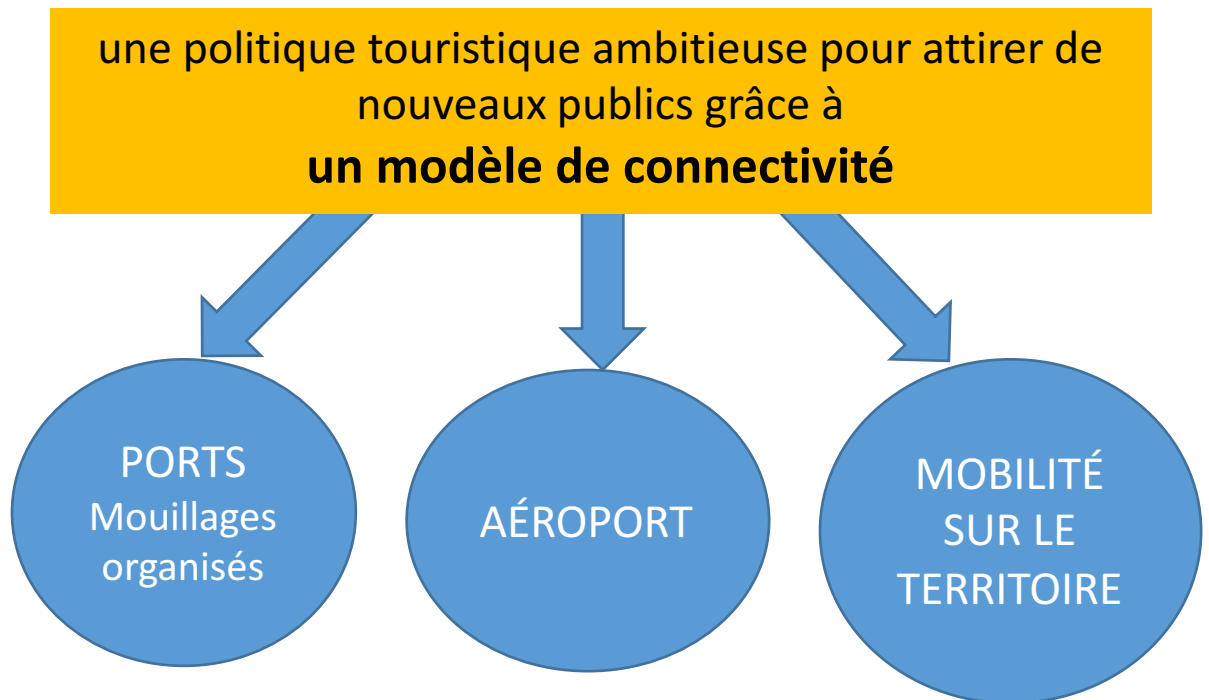 une politique touristique ambitieuse pour attirer de
nouveaux publics grâce à
un modèle de connectivité
PORTS
Mouillages
organisés
AÉROPORT
MOBILITÉ
SUR LE
TERRITOIRE